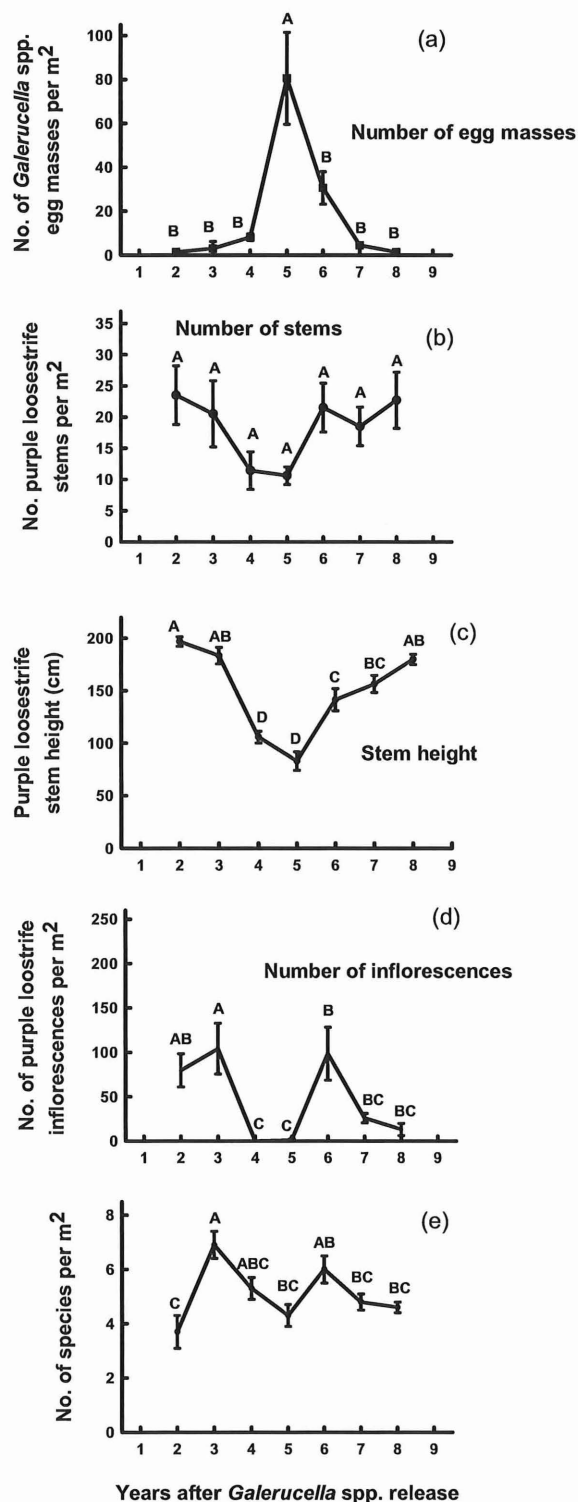 (a)
No. of Galerucella spp.
egg masses per m2
100
80
60
40
20
0
A
B
B
B
B
B
B
Number of egg masses
1 2 3 4 5 6 7 8 9
(b)
Number of stems
No. purple loosestrife
stems per m2
35
30
25
20
15
10
5
0
A
A
A
A
A
A
A
1 2 3 4 5 6 7 8 9
(c)
Purple loosestrife
stem height (cm)
200
150
100
50
0
A
AB
D
D
C
BC
AB
Stem height
1 2 3 4 5 6 7 8 9
(d)
Number of inflorescences
No. of purple loostrife
inflorescences per m2
250
200
150
100
50
0
AB
A
C
C
B
BC
BC
1 2 3 4 5 6 7 8 9
(e)
No. of species per m2
8
6
4
2
0
C
A
ABC
BC
AB
BC
BC
1 2 3 4 5 6 7 8 9
Years after Galerucella spp. release